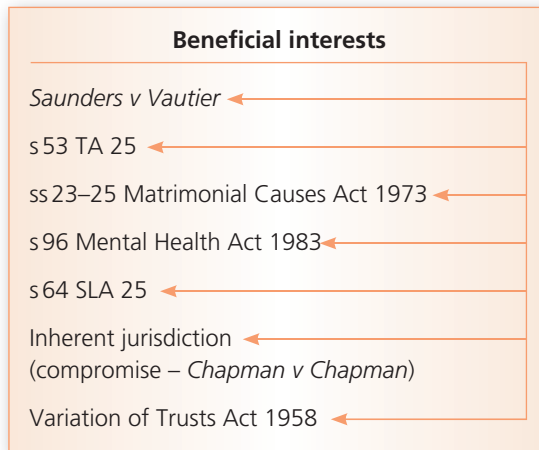 Beneficial interests
Saunders v Vautier
s 53 TA 25
ss 23–25 Matrimonial Causes Act 1973
s 96 Mental Health Act 1983
s 64 SLA 25
Inherent jurisdiction
(compromise – Chapman v Chapman)
Variation of Trusts Act 1958